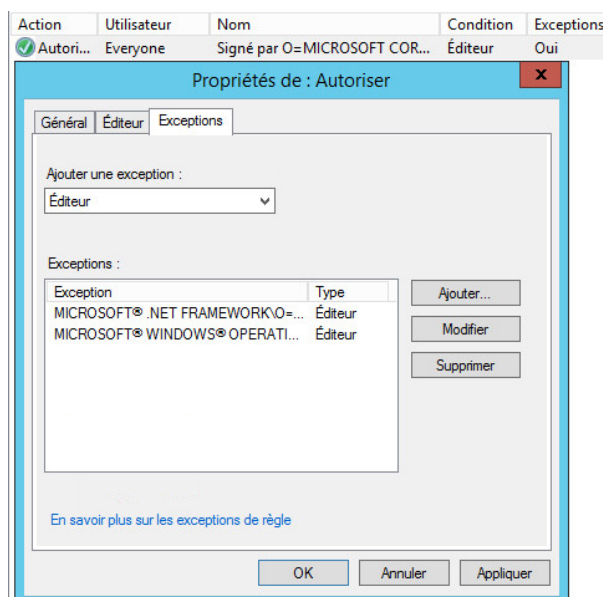 Action Utilisateur Nom Condition Exceptions
Autori... Everyone Signé par O=MICROSOFT COR... Éditeur Oui
Propriétés de : Autoriser x
Général Éditeur Exceptions
Ajouter une exception :
Éditeur
Exceptions :
Exception Type
MICROSOFT® .NET FRAMEWORK\O=... Éditeur
MICROSOFT® WINDOWS® OPERATI... Éditeur
Ajouter...
Modifier
Supprimer
En savoir plus sur les exceptions de règle
OK Annuler Appliquer